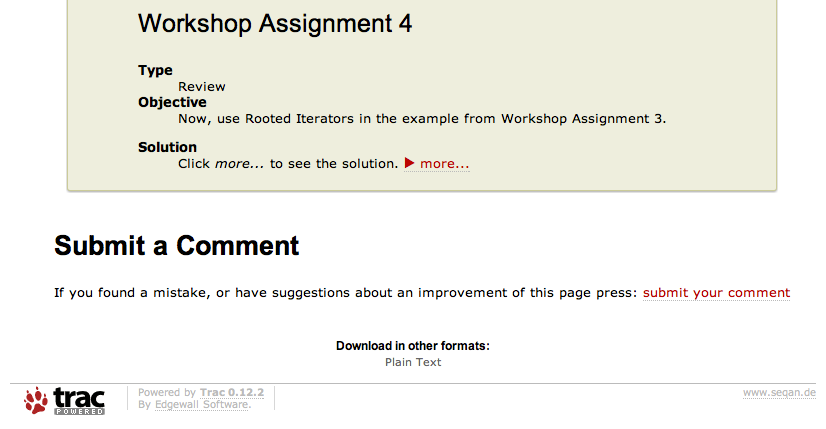 Workshop Assignment 4
Type
Review
Objective
Now, use Rooted Iterators in the example from Workshop Assignment 3.
Solution
Click more... to see the solution. ▶ more...
Submit a Comment
If you found a mistake, or have suggestions about an improvement of this page press: submit your comment
Download in other formats:
Plain Text
trac
POWERED
Powered by Trac 0.12.2
By Edgewall Software.
www.seqan.de